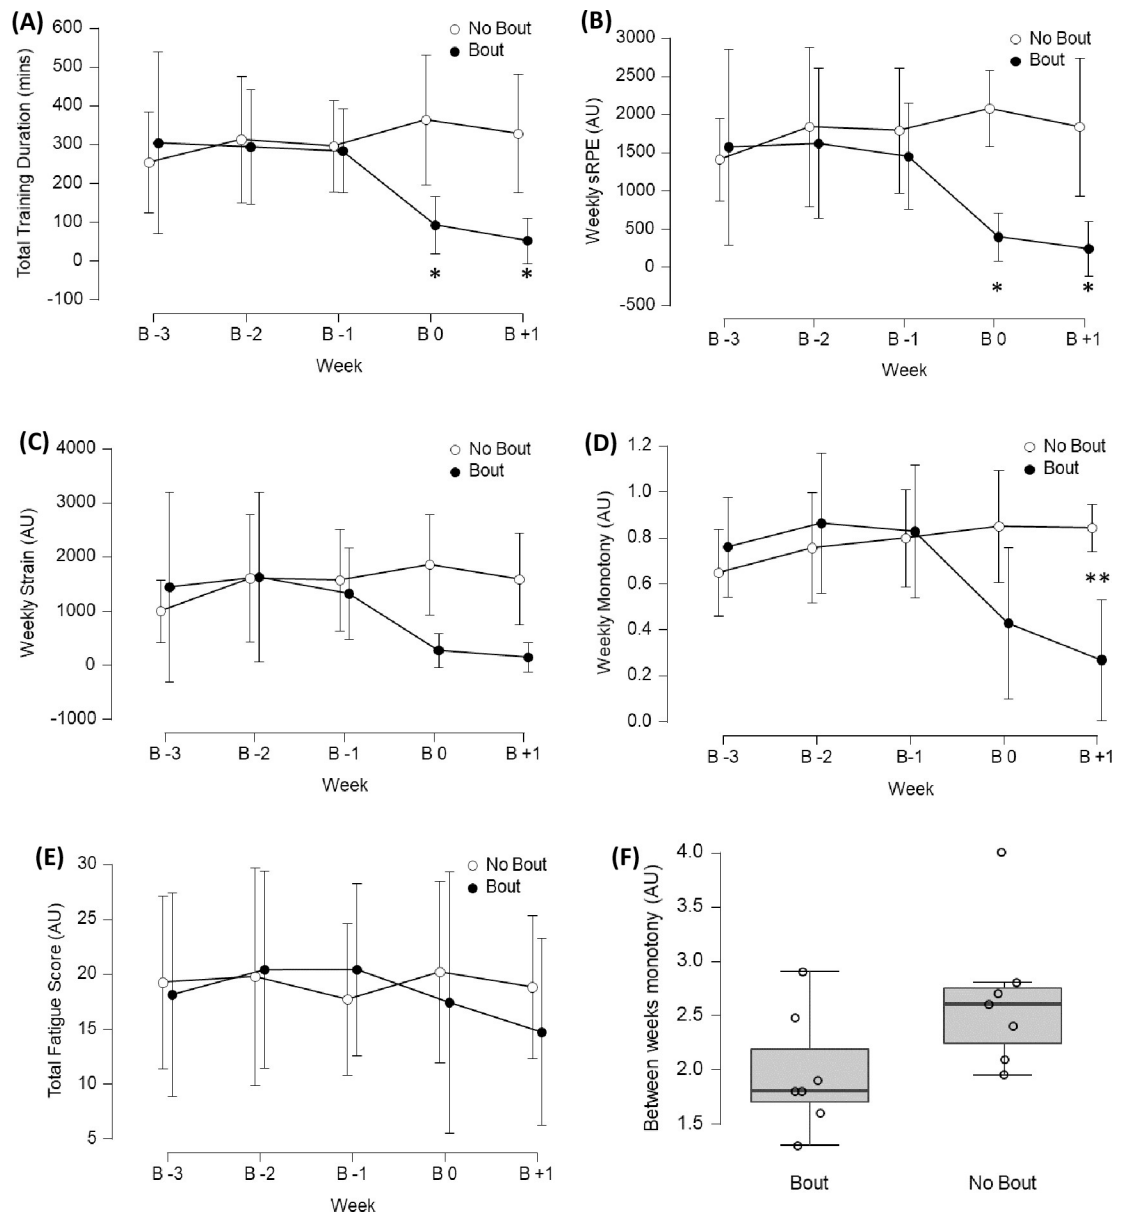 (A)
Total Training Duration (mins)
600
500
400
300
200
100
0
-100
No Bout
Bout
*
*
B -3
B -2
B -1
B 0
B +1
Week
(B)
Weekly sRPE (AU)
3000
2500
2000
1500
1000
500
0
-500
No Bout
Bout
*
*
B -3
B -2
B -1
B 0
B +1
Week
(C)
Weekly Strain (AU)
4000
3000
2000
1000
0
-1000
No Bout
Bout
B -3
B -2
B -1
B 0
B +1
Week
(D)
Weekly Monotony (AU)
1.2
1.0
0.8
0.6
0.4
0.2
0.0
No Bout
Bout
**
B -3
B -2
B-1
B 0
B +1
Week
(E)
Total Fatigue Score (AU)
30
25
20
15
10
5
No Bout
Bout
B -3
B -2
B -1
B 0
B +1
Week
(F)
Between weeks monotony (AU)
4.0
3.5
3.0
2.5
2.0
1.5
Bout
No Bout